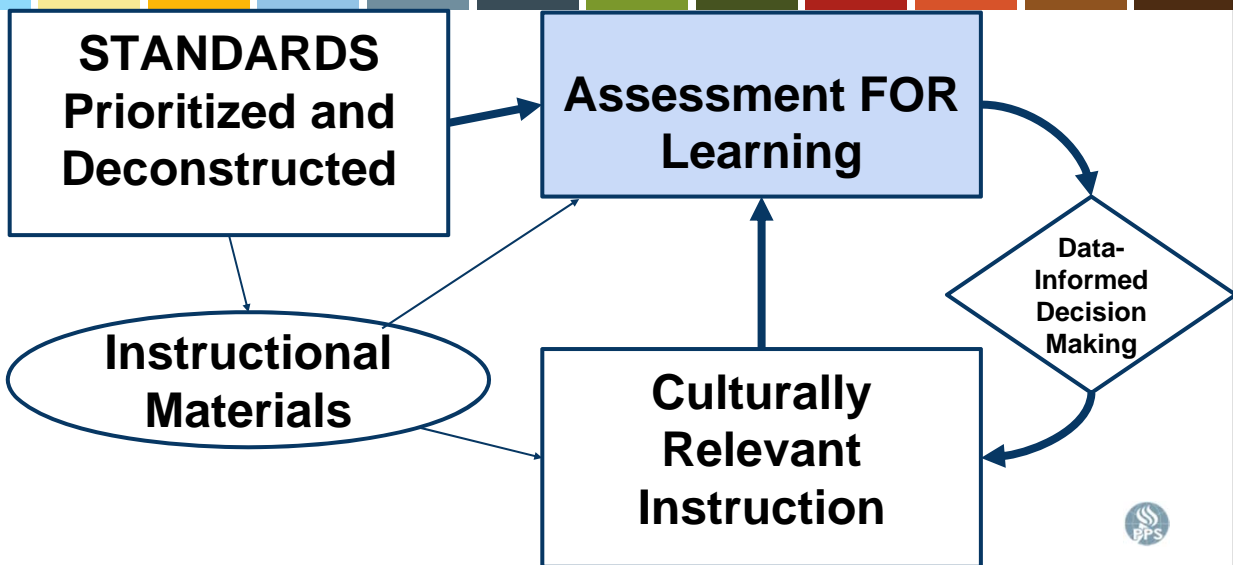 STANDARDS
Prioritized and
Deconstructed
Assessment FOR
Learning
Data-
Informed
Decision
Making
Instructional
Materials
Culturally
Relevant
Instruction
PPS